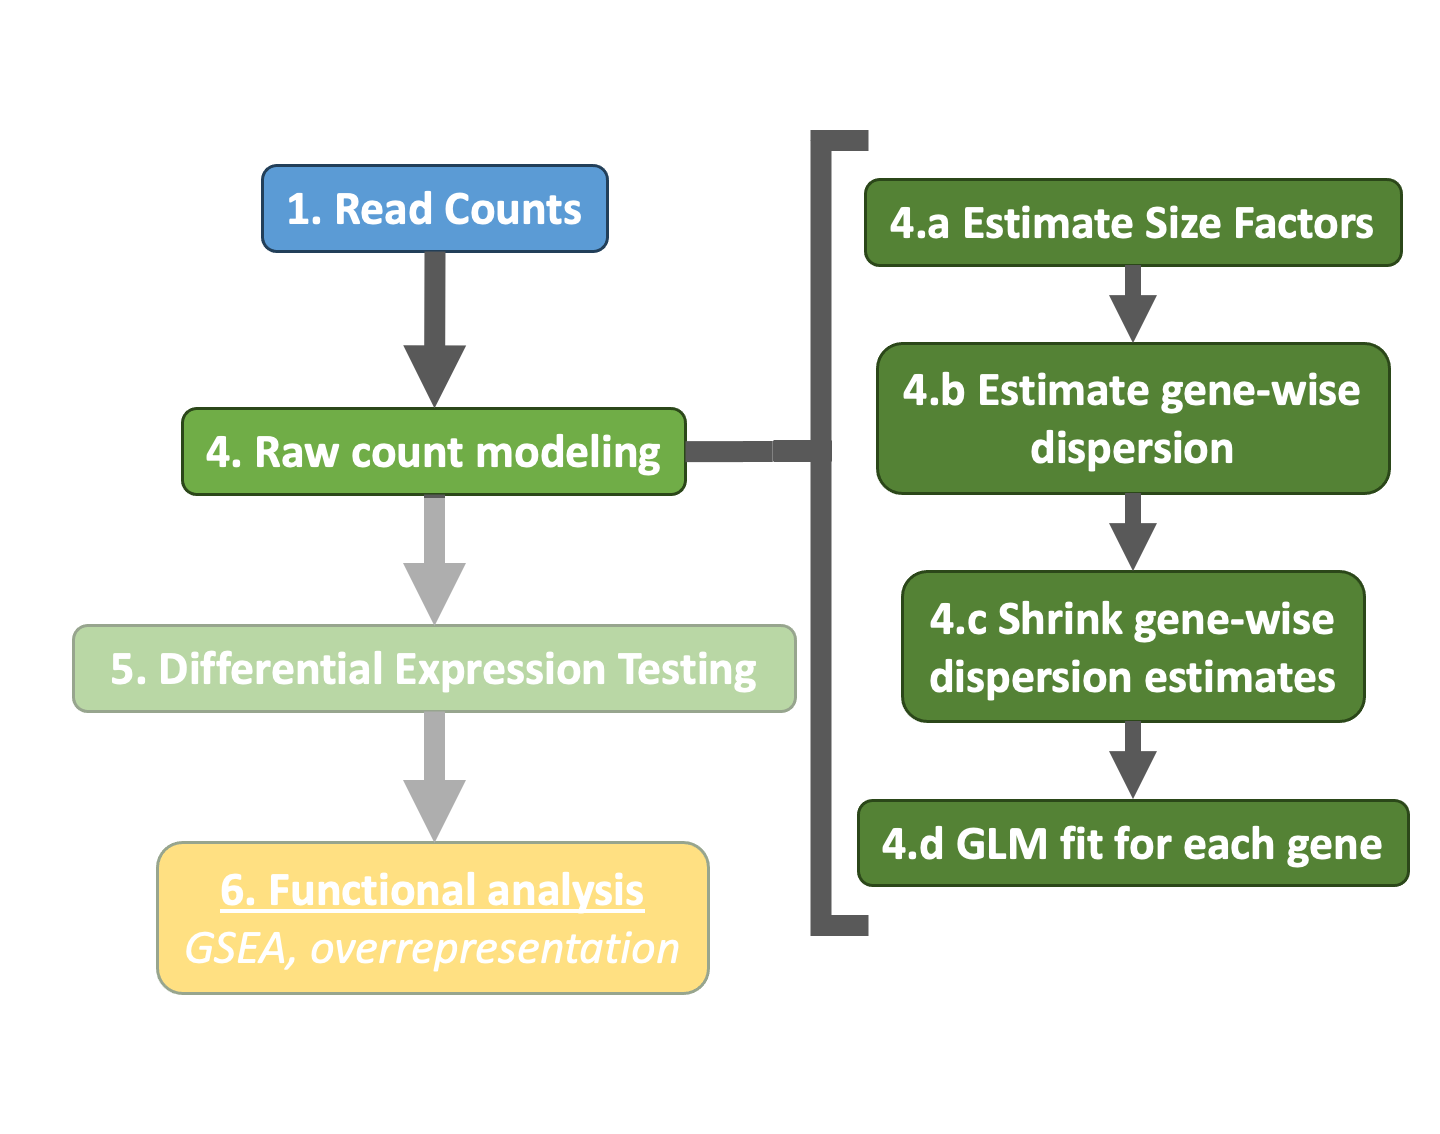 1. Read Counts
4. Raw count modeling
5. Differential Expression Testing
6. Functional analysis
GSEA, overrepresentation
4.a Estimate Size Factors
4.b Estimate gene-wise
dispersion
4.c Shrink gene-wise
dispersion estimates
4.d GLM fit for each gene